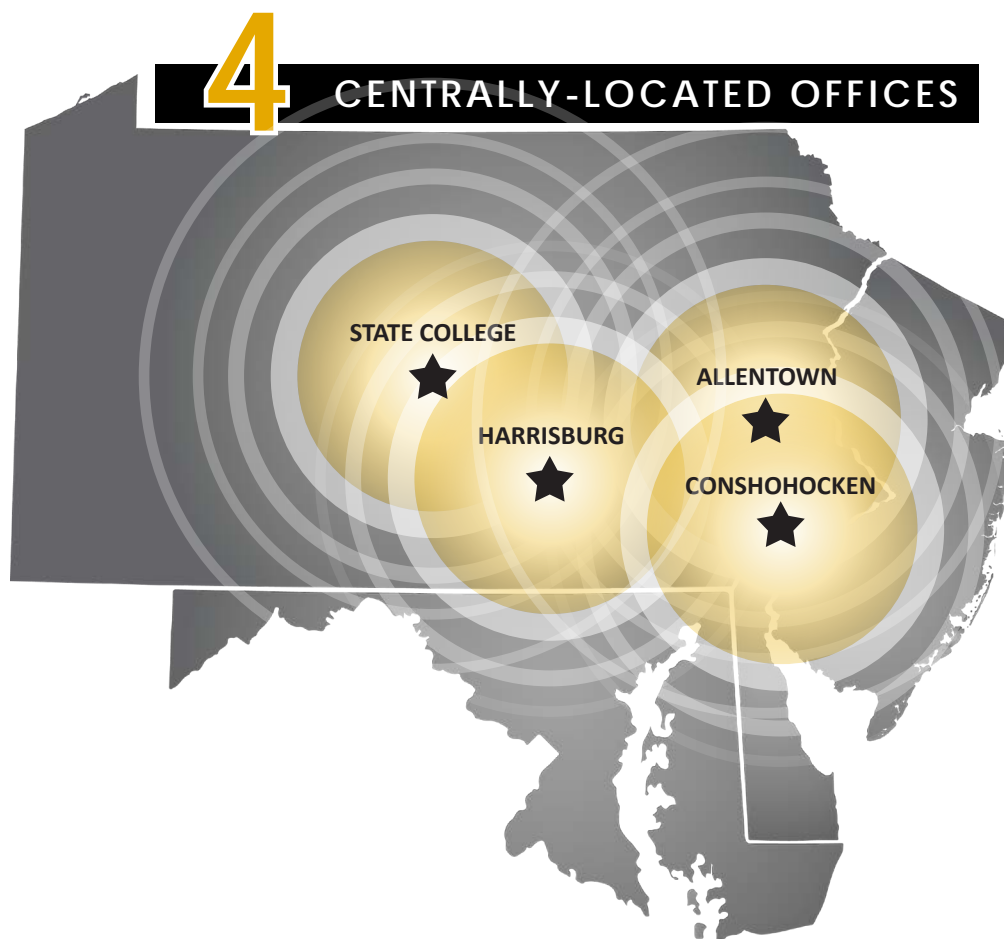 4 CENTRALLY-LOCATED OFFICES
STATE COLLEGE
ALLENTOWN
HARRISBURG
CONSHOHOCKEN